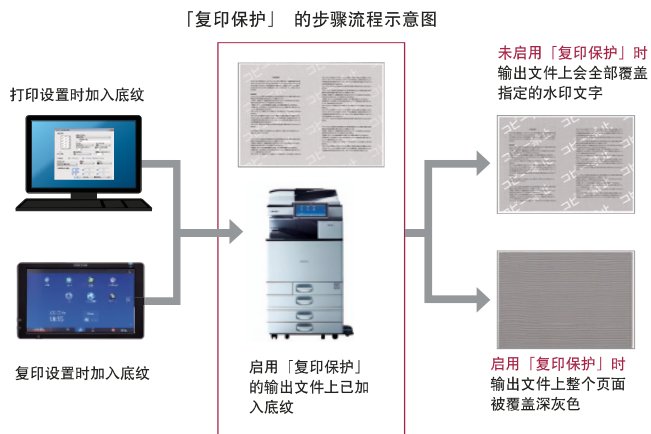 「复印保护」 的步骤流程示意图
打印设置时加入底纹
复印设置时加入底纹
启用「复印保护」
的输出文件上已加
入底纹
未启用「复印保护」时
输出文件上会全部覆盖
指定的水印文字
コピー
启用「复印保护」时
输出文件上整个页面
被覆盖深灰色